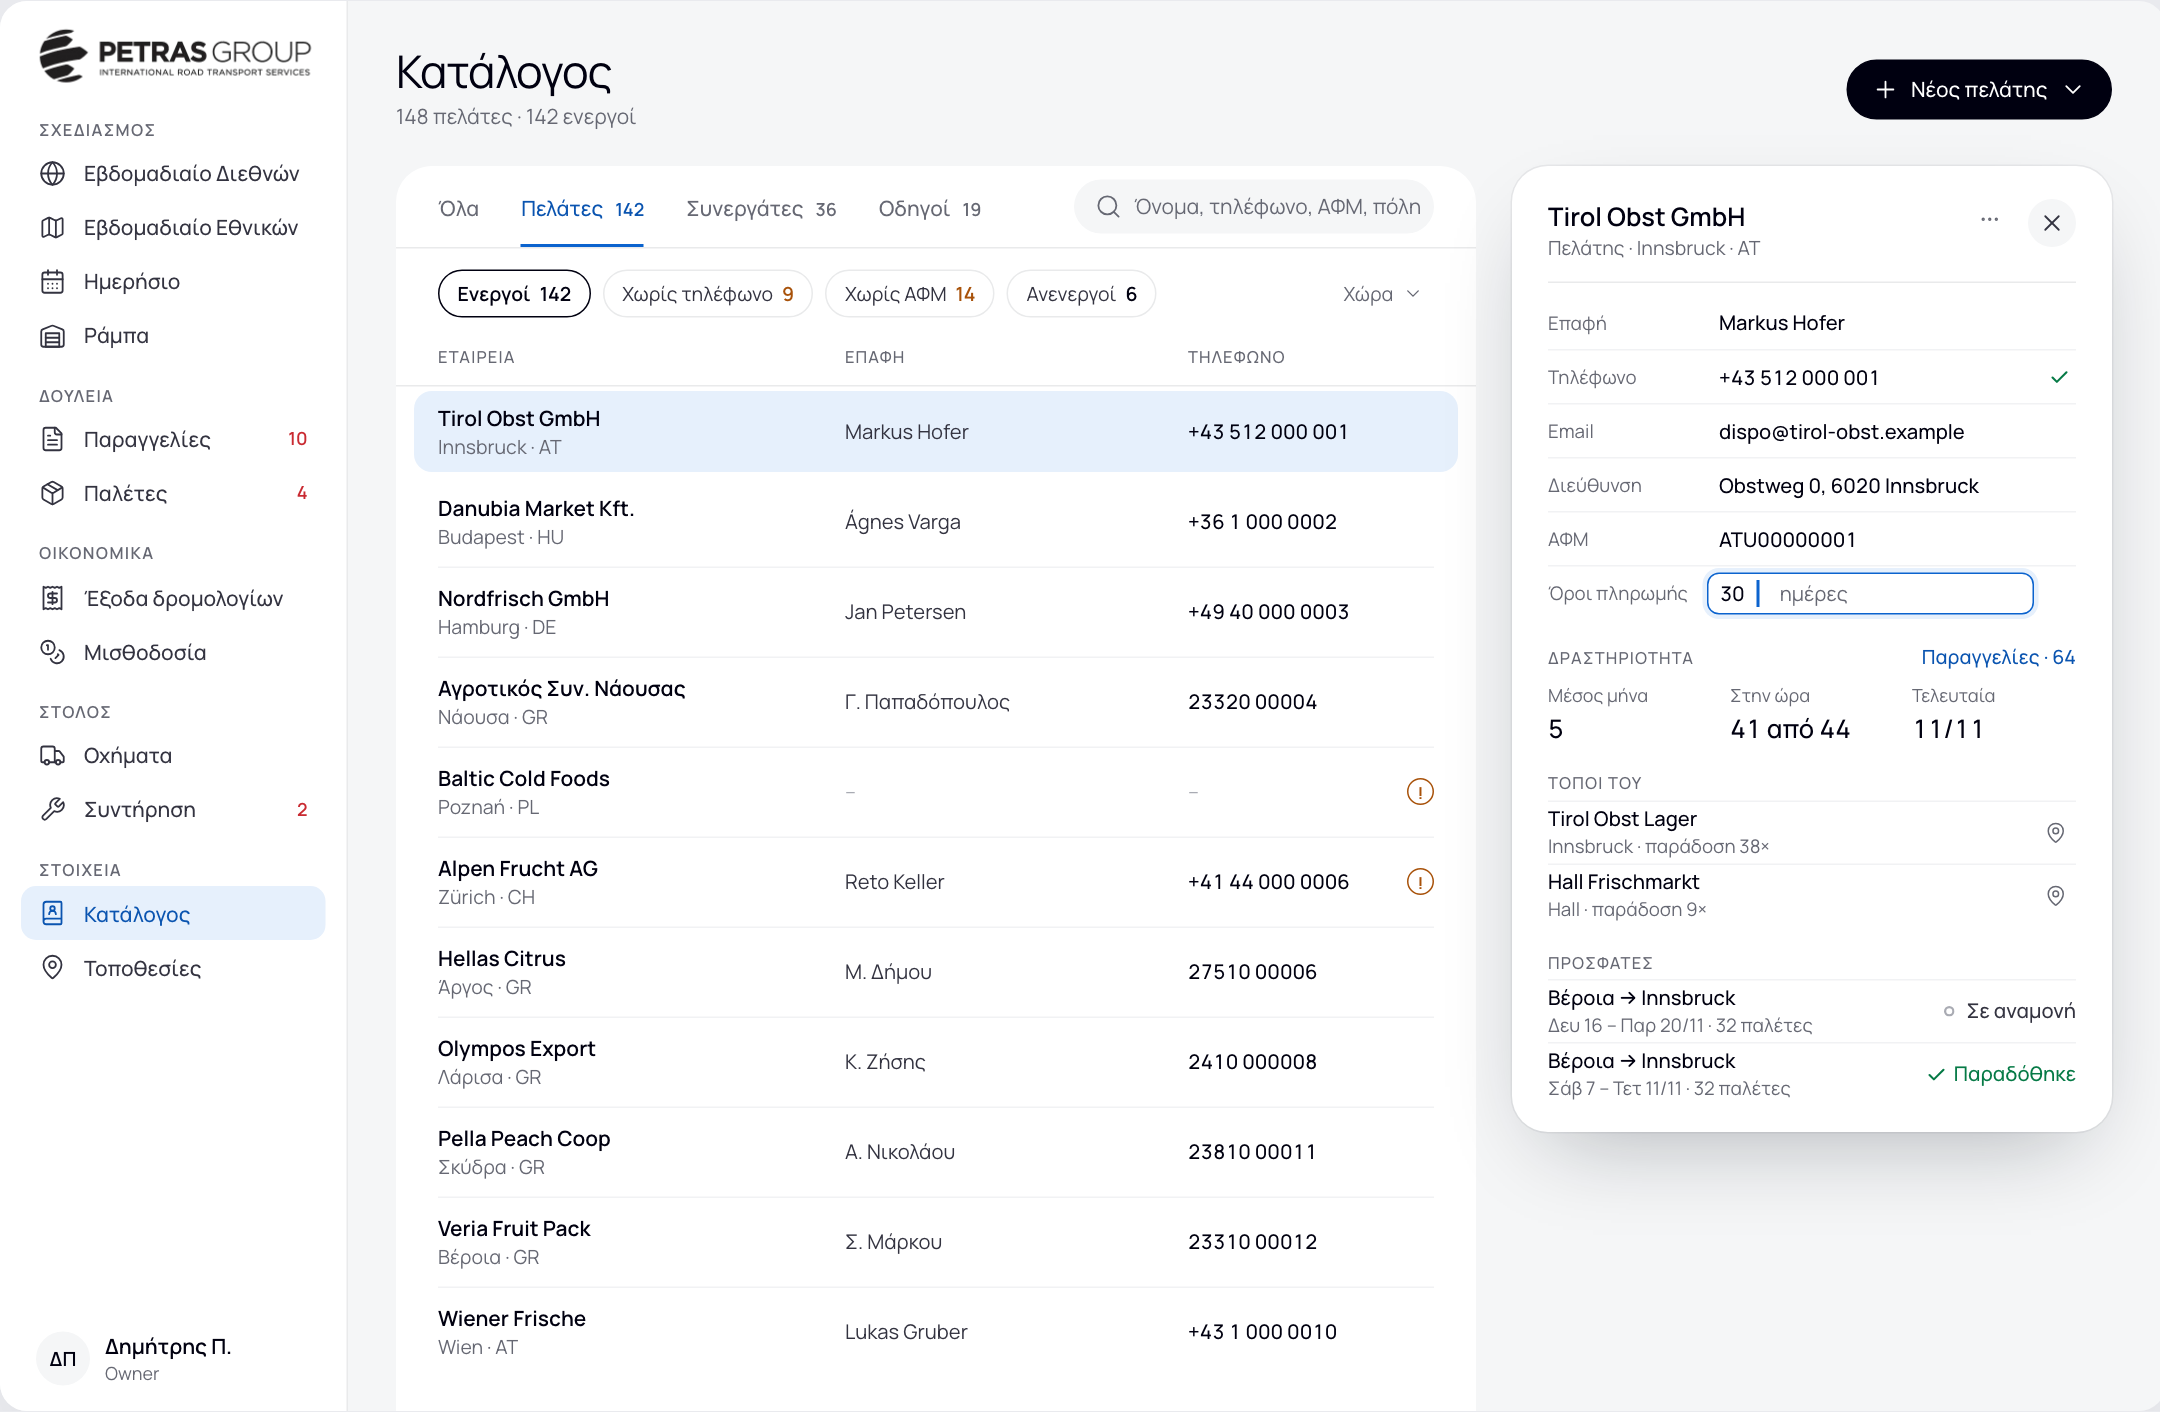 PETRAS GROUP
INTERNATIONAL ROAD TRANSPORT SERVICES
ΣΧΕΔΙΑΣΜΟΣ
Εβδομαδιαίο Διεθνών
Εβδομαδιαίο Εθνικών
Ημερήσιο
Ράμπα
ΔΟΥΛΕΙΑ
Παραγγελίες 10
Παλέτες 4
ΟΙΚΟΝΟΜΙΚΑ
Έξοδα δρομολογίων
Μισθοδοσία
ΣΤΟΛΟΣ
Οχήματα
Συντήρηση 2
ΣΤΟΙΧΕΙΑ
Κατάλογος
Τοποθεσίες
ΔΠ
Δημήτρης Π.
Owner
Κατάλογος
148 πελάτες · 142 ενεργοί
Νέος πελάτης
Όλα Πελάτες 142 Συνεργάτες 36 Οδηγοί 19 Όνομα, τηλέφωνο, ΑΦΜ, πόλη
Ενεργοί 142 Χωρίς τηλέφωνο 9 Χωρίς ΑΦΜ 14 Ανενεργοί 6 Χώρα
ΕΤΑΙΡΕΙΑ ΕΠΑΦΗ ΤΗΛΕΦΩΝΟ
Tirol Obst GmbH
Innsbruck · AT
Markus Hofer
+43 512 000 001
Danubia Market Kft.
Budapest · HU
Ágnes Varga
+36 1 000 0002
Nordfrisch GmbH
Hamburg · DE
Jan Petersen
+49 40 000 0003
Αγροτικός Συν. Νάουσας
Νάουσα · GR
Γ. Παπαδόπουλος
23320 00004
Baltic Cold Foods
Poznań · PL
–
–
Alpen Frucht AG
Zürich · CH
Reto Keller
+41 44 000 0006
Hellas Citrus
Άργος · GR
Μ. Δήμου
27510 00006
Olympos Export
Λάρισα · GR
Κ. Ζήσης
2410 000008
Pella Peach Coop
Σκύδρα · GR
Α. Νικολάου
23810 00011
Veria Fruit Pack
Βέροια · GR
Σ. Μάρκου
23310 00012
Wiener Frische
Wien · AT
Lukas Gruber
+43 1 000 0010
Tirol Obst GmbH
Πελάτης · Innsbruck · AT
Επαφή Markus Hofer
Τηλέφωνο +43 512 000 001
Email dispo@tirol-obst.example
Διεύθυνση Obstweg 0, 6020 Innsbruck
ΑΦΜ ATU00000001
Όροι πληρωμής 30 ημέρες
ΔΡΑΣΤΗΡΙΟΤΗΤΑ Παραγγελίες · 64
Μέσος μήνα Στην ώρα Τελευταία
5 41 από 44 11/11
ΤΟΠΟΙ ΤΟΥ
Tirol Obst Lager
Innsbruck · παράδοση 38×
Hall Frischmarkt
Hall · παράδοση 9×
ΠΡΟΣΦΑΤΕΣ
Βέροια → Innsbruck
Δευ 16 – Παρ 20/11 · 32 παλέτες
Σε αναμονή
Βέροια → Innsbruck
Σάβ 7 – Τετ 11/11 · 32 παλέτες
Παραδόθηκε